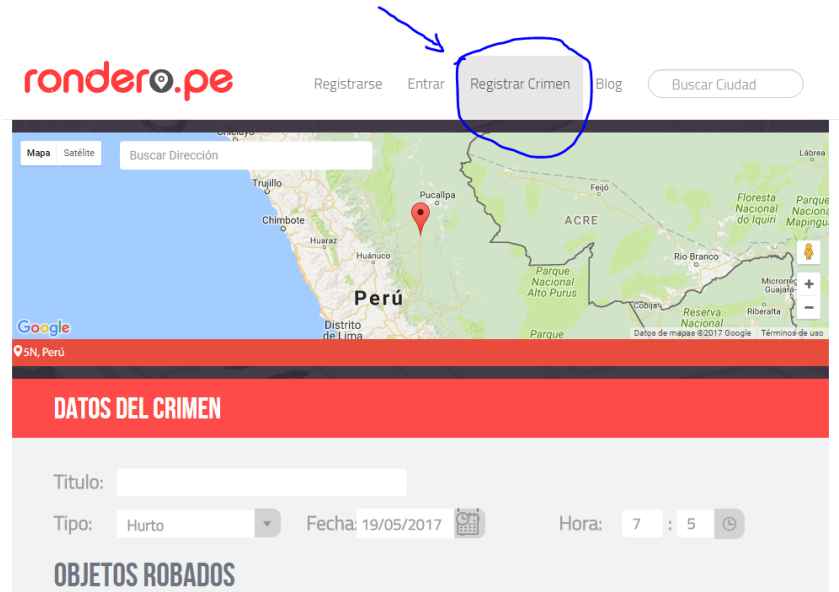 rondero.pe
Registrarse Entrar Registrar Crimen Blog Buscar Ciudad
Mapa Satélite Buscar Dirección
Lábrea
Trujillo
Pucallpa
Feijó
Floresta
Nacional
do Iquiri
Parque
Nacional
Chimbote
ACRE
Huaraz
Huánuco
Rio Branco
Perú
Parque
Nacional
Alto Purus
Cobija
Reserva
Nacional
Riberalta
Google
Distrito
de Lima
Parque
Datos de mapas ©2017 Google Términos de uso
5N, Perú
DATOS DEL CRIMEN
Titulo:
Tipo: Hurto Fecha: 19/05/2017 Hora: 7 : 5
OBJETOS ROBADOS